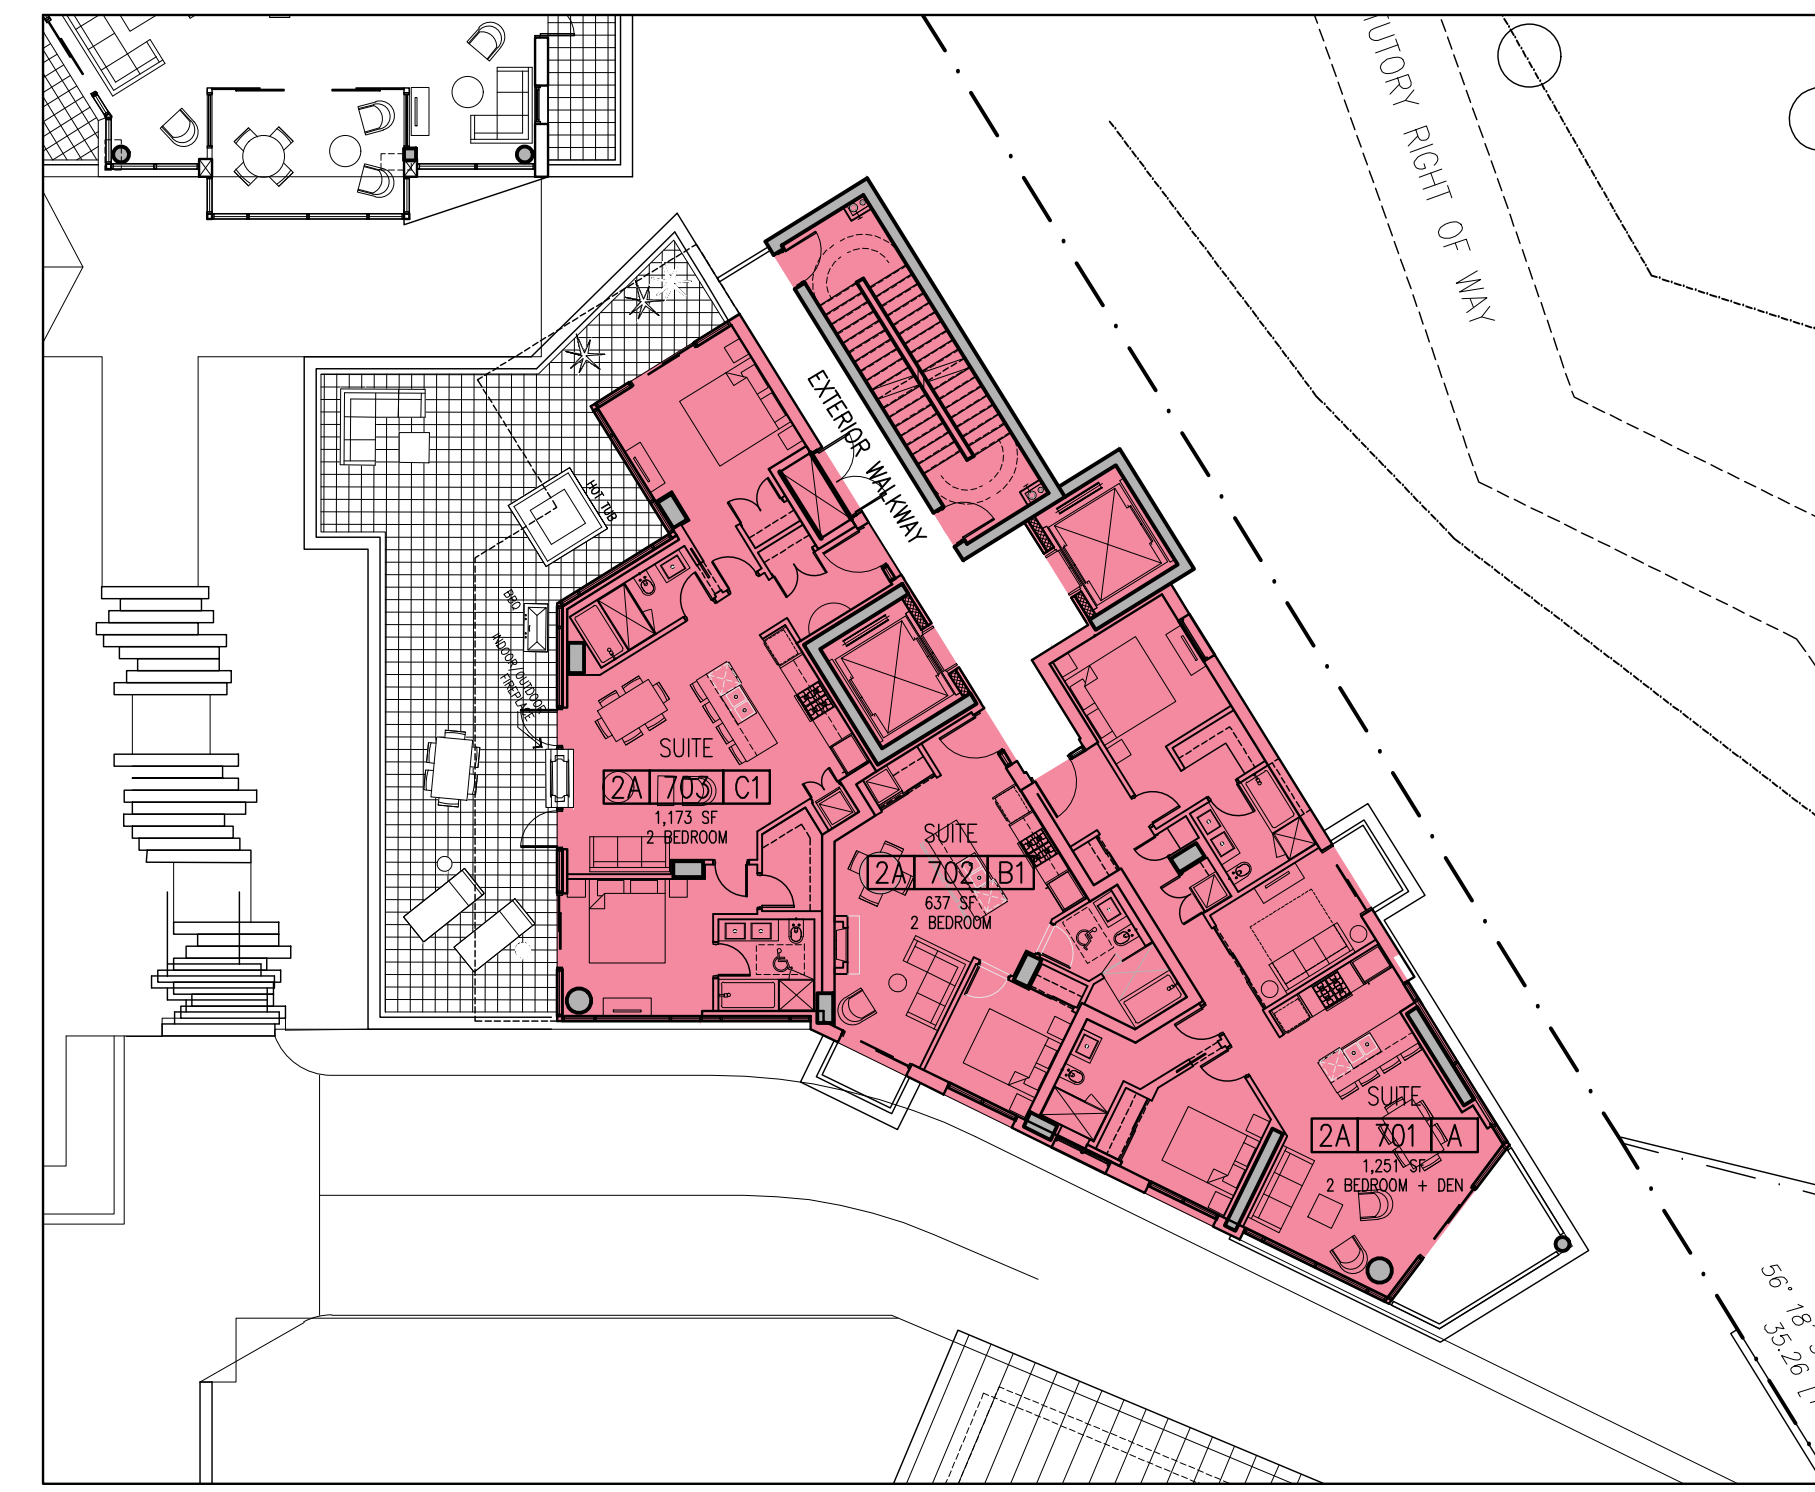 TUTORY RIGHT OF WAY
EXTERIOR WALKWAY
HOT TUB
BBQ
INDOOR/OUTDOOR
FIREPLACE
SUITE
2A 703 C1
1,173 SF
2 BEDROOM
SUITE
2A 702 B1
637 SF
2 BEDROOM
SUITE
2A 701 A
1,251 SF
2 BEDROOM + DEN
56° 18'
35.26